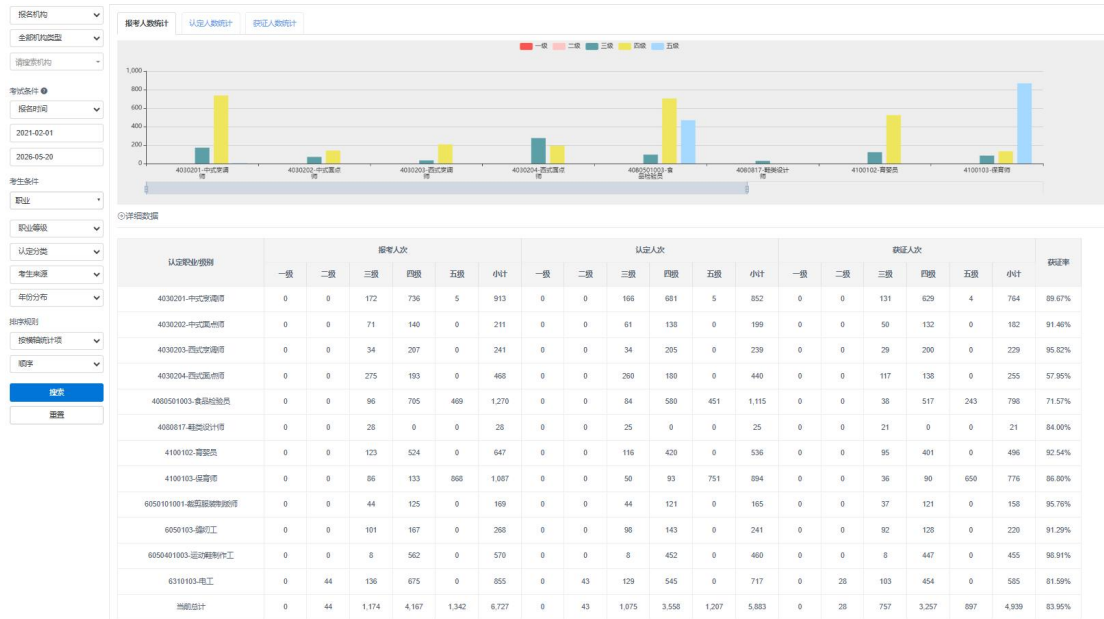 报名机构
全部机构类型
请搜索机构
考试条件
报名时间
2021-02-01
2026-05-20
考生条件
职业
职业等级
认定分类
考生来源
年份分布
排序规则
按横轴统计项
顺序
搜索
重置
报考人数统计 认定人数统计 获证人数统计
一级 二级 三级 四级 五级
1,000
800
600
400
200
0
4030201-中式烹调师 4030202-中式面点师 4030203-西式烹调师 4030204-西式面点师 4080501003-食品检验员 4080817-鞋类设计师 4100102-育婴员 4100103-保育师
详细数据
认定职业/级别 报考人次 认定人次 获证人次 获证率
一级 二级 三级 四级 五级 小计 一级 二级 三级 四级 五级 小计 一级 二级 三级 四级 五级 小计
4030201-中式烹调师 0 0 172 736 5 913 0 0 166 681 5 852 0 0 131 629 4 764 89.67%
4030202-中式面点师 0 0 71 140 0 211 0 0 61 138 0 199 0 0 50 132 0 182 91.46%
4030203-西式烹调师 0 0 34 207 0 241 0 0 34 205 0 239 0 0 29 200 0 229 95.82%
4030204-西式面点师 0 0 275 193 0 468 0 0 260 180 0 440 0 0 117 138 0 255 57.95%
4080501003-食品检验员 0 0 96 705 469 1,270 0 0 84 580 451 1,115 0 0 38 517 243 798 71.57%
4080817-鞋类设计师 0 0 28 0 0 28 0 0 25 0 0 25 0 0 21 0 0 21 84.00%
4100102-育婴员 0 0 123 524 0 647 0 0 116 420 0 536 0 0 95 401 0 496 92.54%
4100103-保育师 0 0 86 133 868 1,087 0 0 50 93 751 894 0 0 36 90 650 776 86.80%
6050101001-裁剪服装制版师 0 0 44 125 0 169 0 0 44 121 0 165 0 0 37 121 0 158 95.76%
6050103-缝纫工 0 0 101 167 0 268 0 0 98 143 0 241 0 0 92 128 0 220 91.29%
6050401003-运动鞋制作工 0 0 8 562 0 570 0 0 8 452 0 460 0 0 8 447 0 455 98.91%
6310103-电工 0 44 136 675 0 855 0 43 129 545 0 717 0 28 103 454 0 585 81.59%
当前总计 0 44 1,174 4,167 1,342 6,727 0 43 1,075 3,558 1,207 5,883 0 28 757 3,257 897 4,939 83.95%